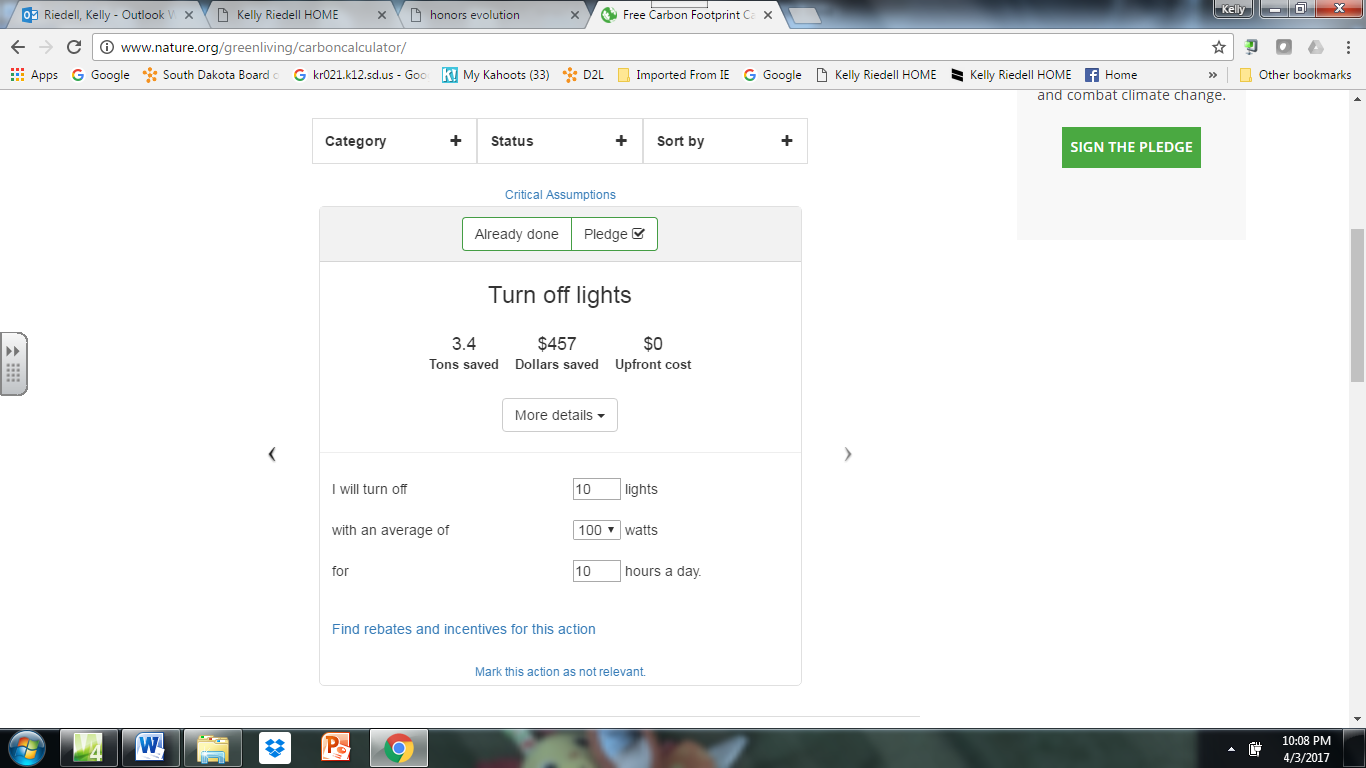 Riedell, Kelly - Outlook W
Kelly Riedell HOME
honors evolution
Free Carbon Footprint Ca
Kelly
www.nature.org/greenliving/carboncalculator/
Apps
Google
South Dakota Board o
kr021.k12.sd.us - Goo
K!
My Kahoots (33)
D2L
Imported From IE
Google
Kelly Riedell HOME
Kelly Riedell HOME
Home
»
Other bookmarks
and combat climate change.
SIGN THE PLEDGE
Category +
Status +
Sort by +
Critical Assumptions
Already done
Pledge
Turn off lights
3.4 $457 $0
Tons saved Dollars saved Upfront cost
More details
I will turn off 10 lights
with an average of 100 watts
for 10 hours a day.
Find rebates and incentives for this action
Mark this action as not relevant.
10:08 PM
4/3/2017